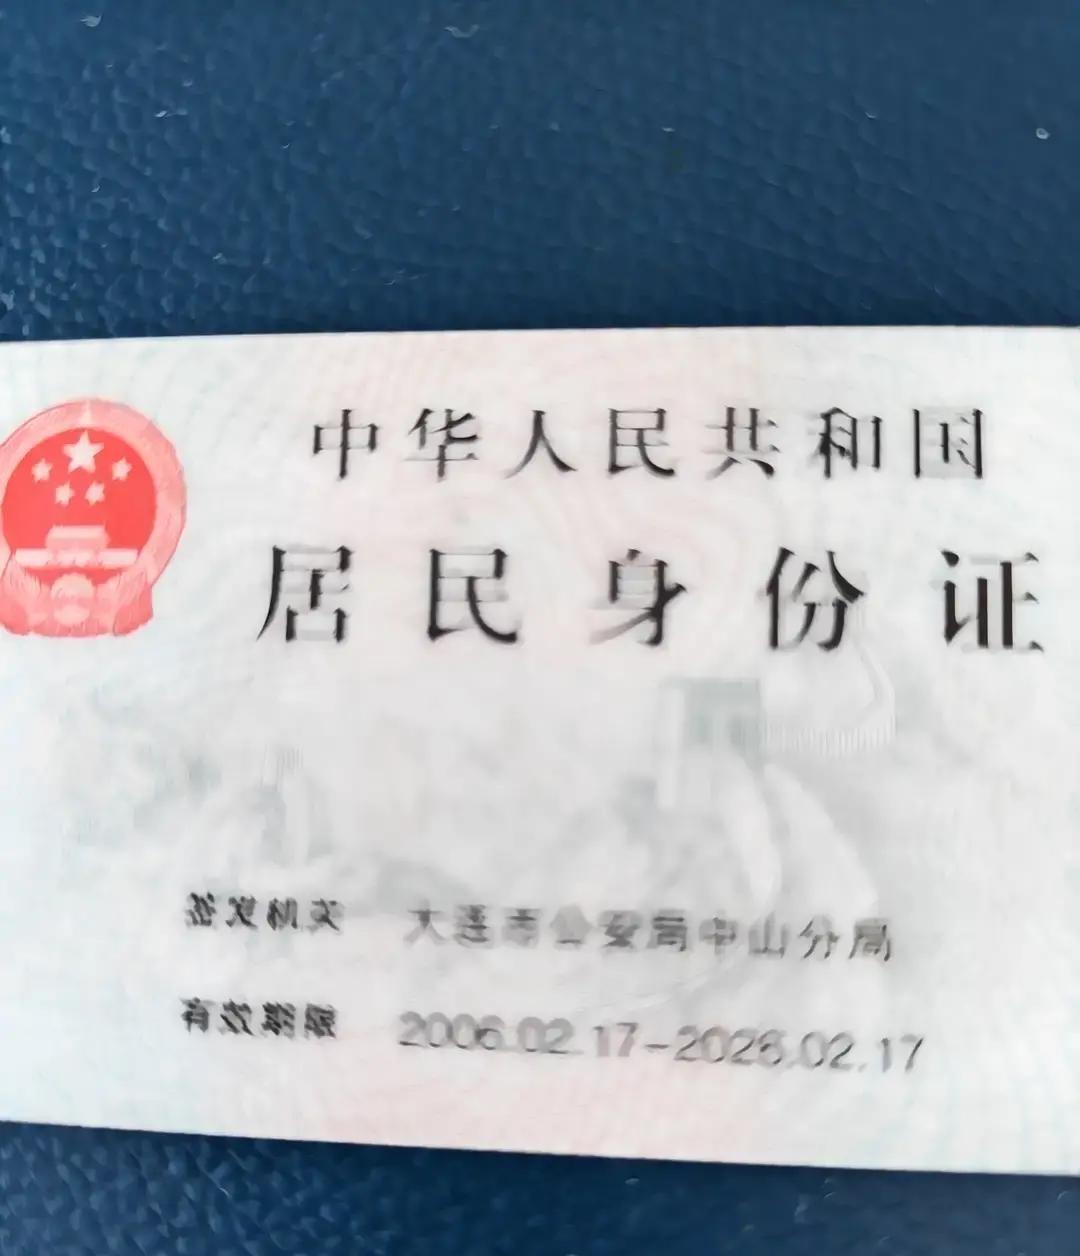 中华人民共和国
居民身份证
签发机关 大连市公安局中山分局
有效期限 2006.02.17-2026.02.17